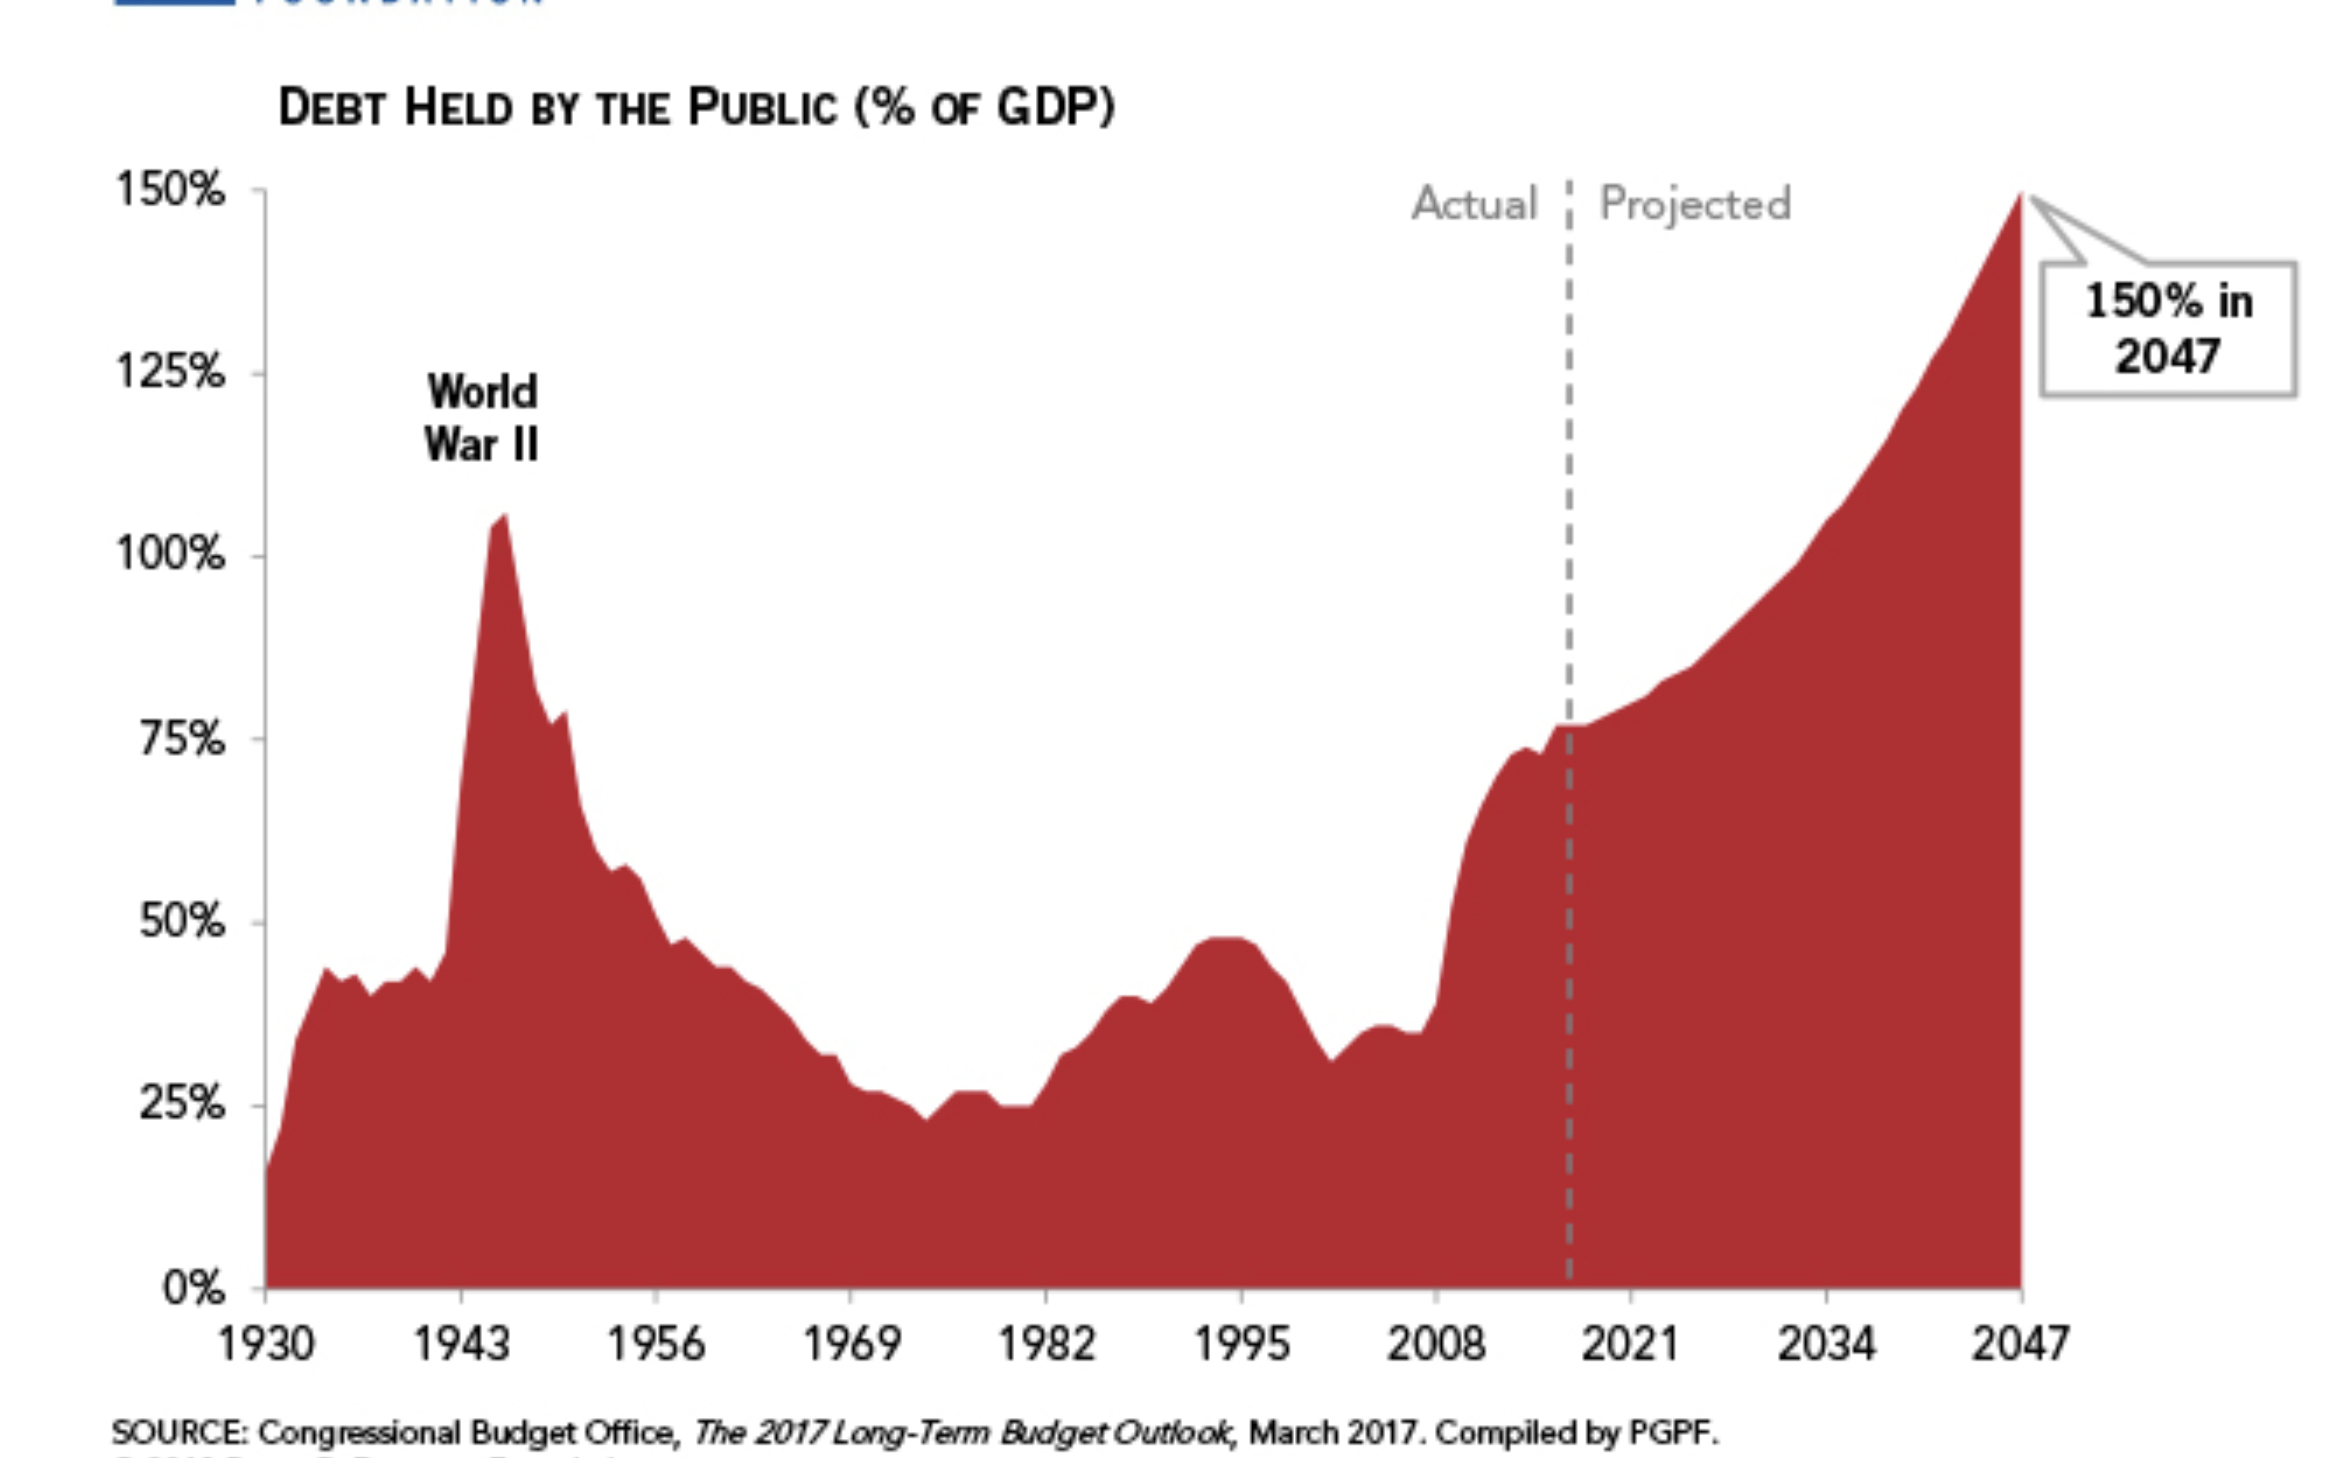 FOUNDATION
DEBT HELD BY THE PUBLIC (% OF GDP)
150%
Actual
Projected
150% in
2047
125%
World
War II
100%
75%
50%
25%
0%
1930 1943 1956 1969 1982 1995 2008 2021 2034 2047
SOURCE: Congressional Budget Office, The 2017 Long-Term Budget Outlook, March 2017. Compiled by PGPF.